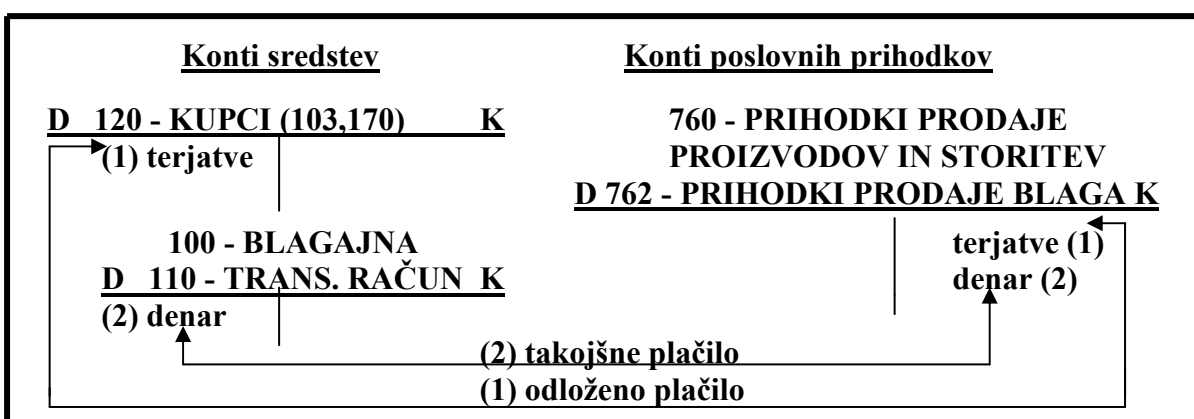 Konti sredstev
Konti poslovnih prihodkov
D 120 - KUPCI (103,170) K
(1) terjatve
760 - PRIHODKI PRODAJE
PROIZVODOV IN STORITEV
D 762 - PRIHODKI PRODAJE BLAGA K
100 - BLAGAJNA
D 110 - TRANS. RAČUN K
(2) denar
terjatve (1)
denar (2)
(2) takojšne plačilo
(1) odloženo plačilo